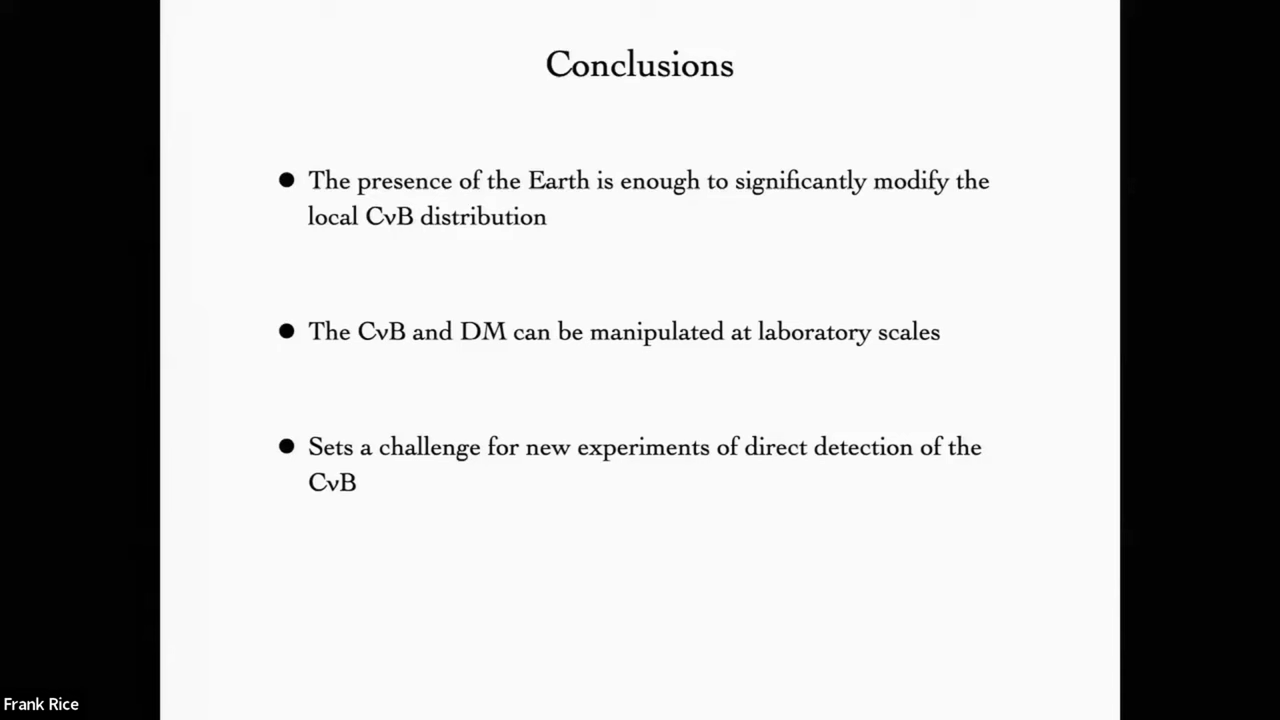 Conclusions
● The presence of the Earth is enough to significantly modify the
local CνB distribution
● The CνB and DM can be manipulated at laboratory scales
● Sets a challenge for new experiments of direct detection of the
CνB
Frank Rice